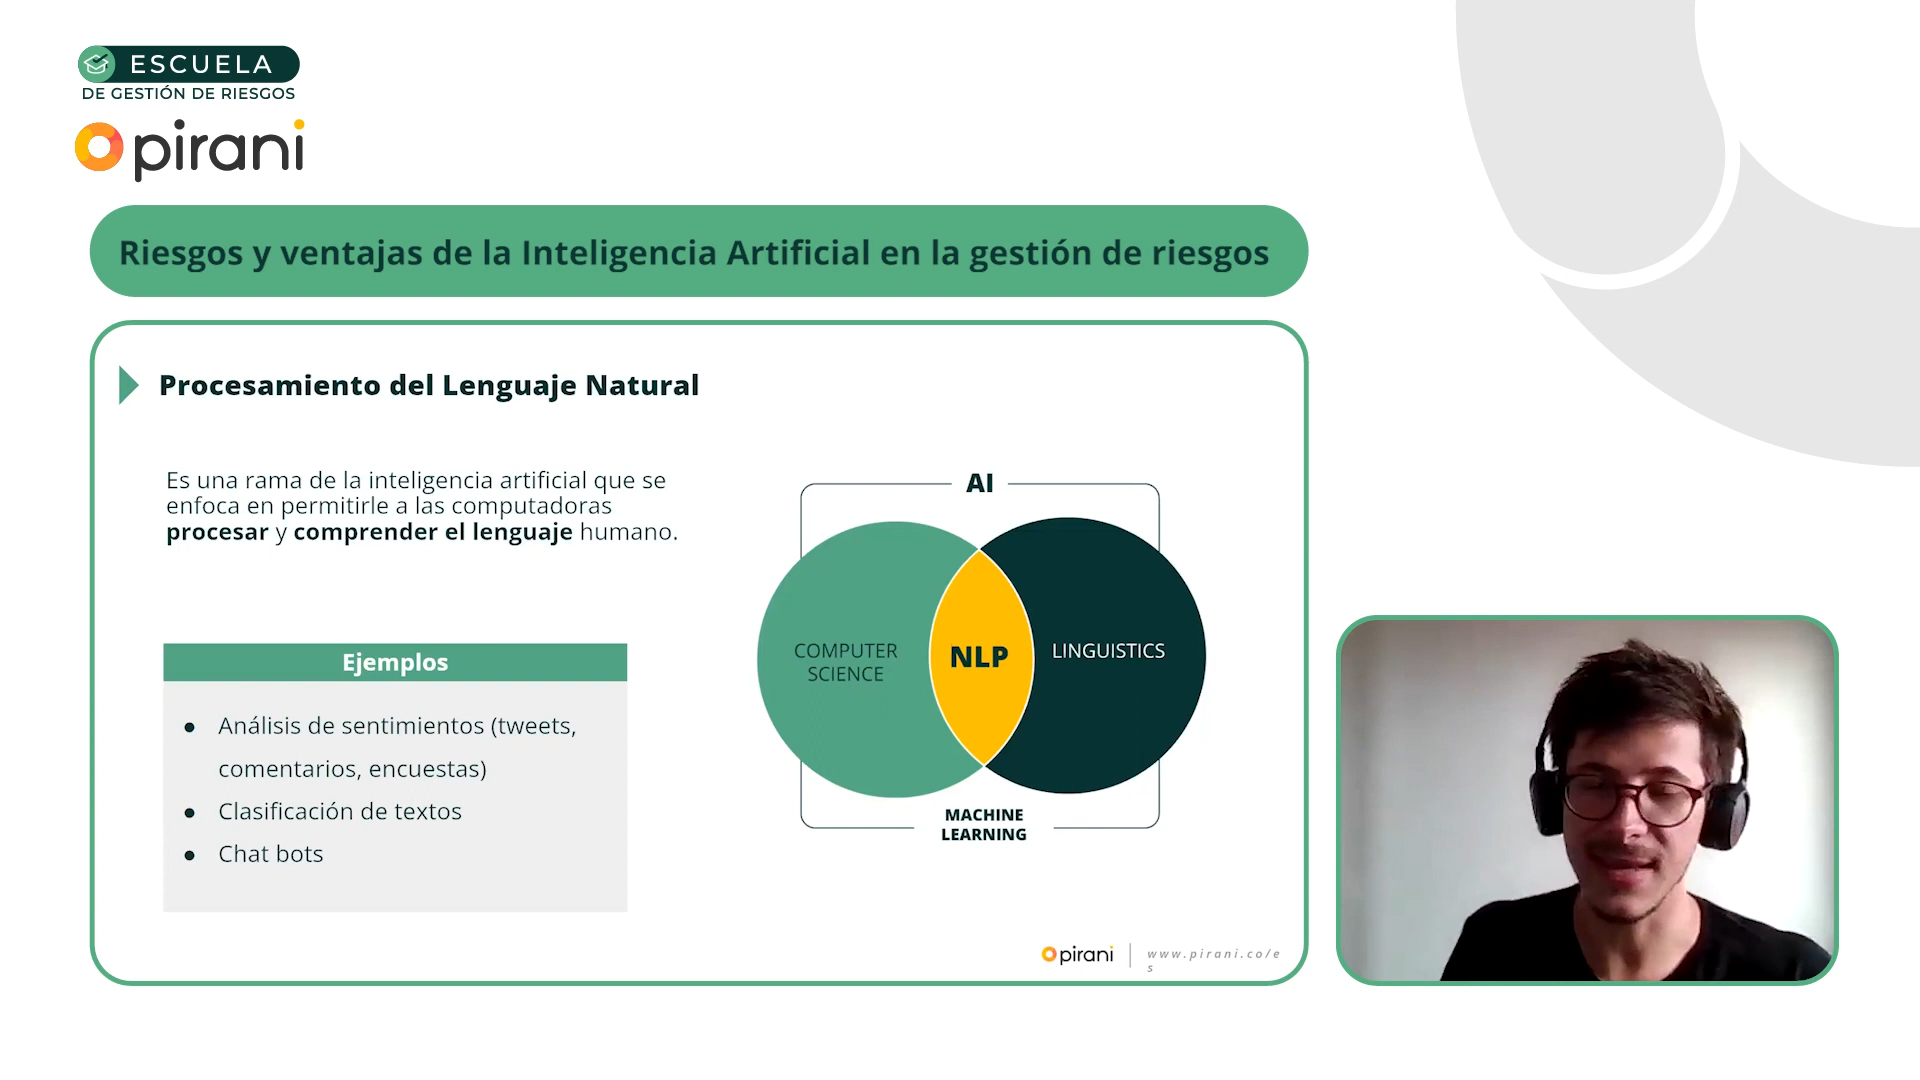 ESCUELA
DE GESTIÓN DE RIESGOS
pirani
Riesgos y ventajas de la Inteligencia Artificial en la gestión de riesgos
Procesamiento del Lenguaje Natural
Es una rama de la inteligencia artificial que se
enfoca en permitirle a las computadoras
procesar y comprender el lenguaje humano.
Ejemplos
● Análisis de sentimientos (tweets,
comentarios, encuestas)
● Clasificación de textos
● Chat bots
AI
COMPUTER
SCIENCE
NLP
LINGUISTICS
MACHINE
LEARNING
pirani
www.pirani.co/e
s